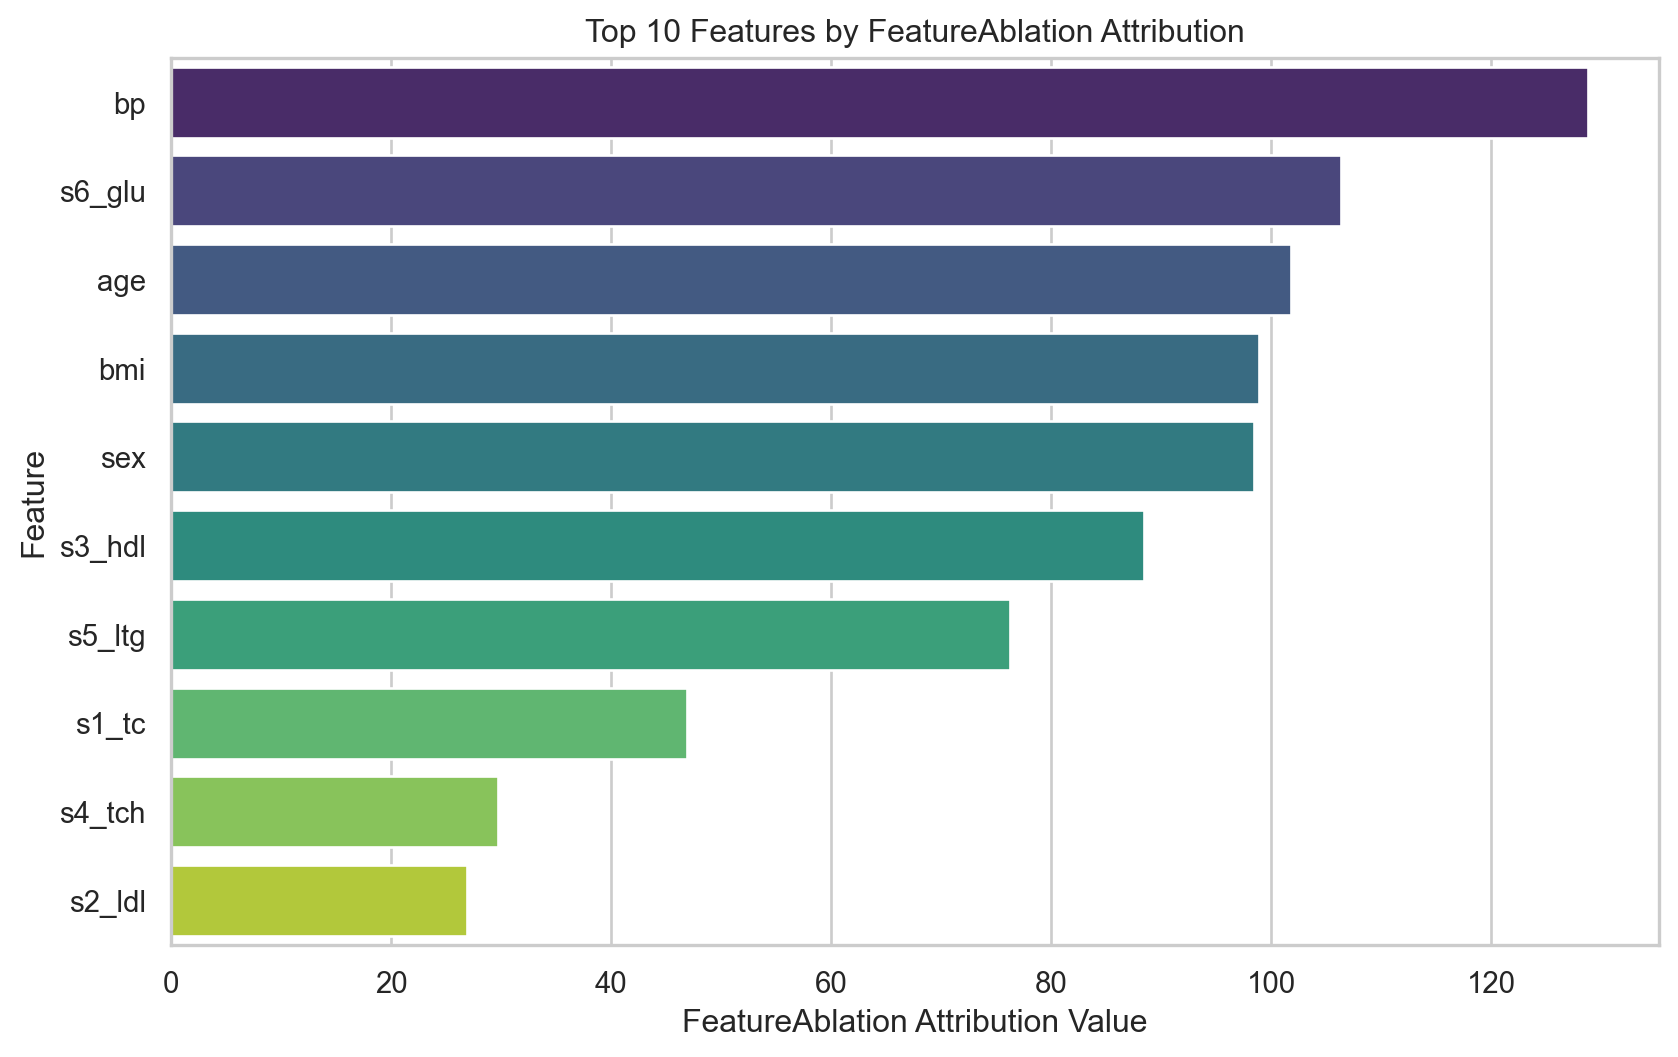 Top 10 Features by FeatureAblation Attribution
Feature
bp
s6_glu
age
bmi
sex
s3_hdl
s5_ltg
s1_tc
s4_tch
s2_ldl
0 20 40 60 80 100 120
FeatureAblation Attribution Value